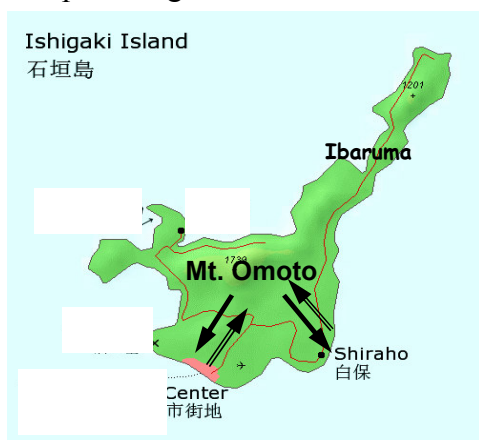 Ishigaki Island
石垣島
1201
Ibaruma
1739
Mt. Omoto
Shiraho
白保
Center
市街地